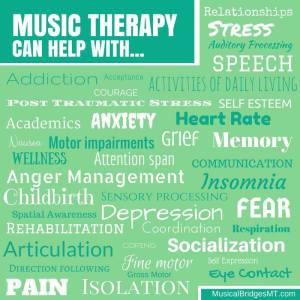 MUSIC THERAPY
CAN HELP WITH...
Relationships
STRESS
Auditory Processing
SPEECH
Addiction
Acceptance
COURAGE
ACTIVITIES OF DAILY LIVING
POST TRAUMATIC STRESS
SELF ESTEEM
Academics
ANXIETY
Heart Rate
Nausea
Motor impairments
Grief
Memory
WELLNESS
Attention span
COMMUNICATION
Anger Management
Insomnia
Childbirth
SENSORY PROCESSING
FEAR
Spatial Awareness
Depression
REHABILITATION
Coordination
Respiration
Articulation
COPING
Socialization
DIRECTION FOLLOWING
Fine motor
Self Expression
Eye Contact
PAIN
Gross Motor
ISOLATION
MusicalBridgesMT.com